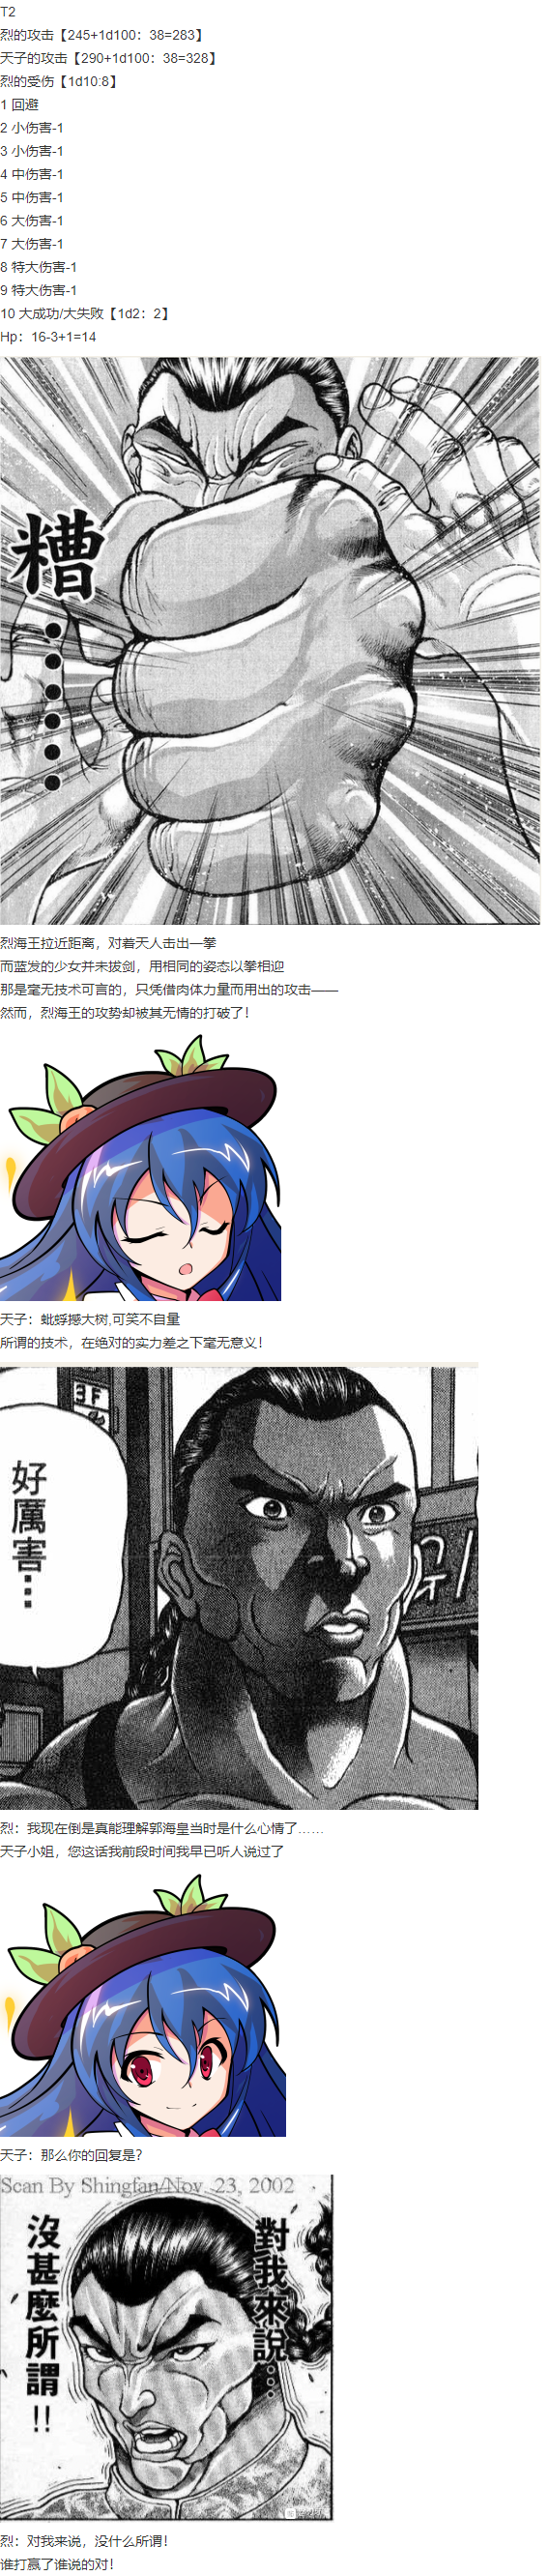 T2
烈的攻击【245+1d100：38=283】
天子的攻击【290+1d100：38=328】
烈的受伤【1d10:8】
1 回避
2 小伤害-1
3 小伤害-1
4 中伤害-1
5 中伤害-1
6 大伤害-1
7 大伤害-1
8 特大伤害-1
9 特大伤害-1
10 大成功/大失败【1d2：2】
Hp：16-3+1=14
糟……
烈海王拉近距离，对着天人击出一拳
而蓝发的少女并未拔剑，用相同的姿态以拳相迎
那是毫无技术可言的，只凭借肉体力量而用出的攻击——
然而，烈海王的攻势却被其无情的打破了！
天子：蚍蜉撼大树,可笑不自量
所谓的技术，在绝对的实力差之下毫无意义！
3F
好厲害…
烈：我现在倒是真能理解郭海皇当时是什么心情了……
天子小姐，您这话我前段时间我早已听人说过了
天子：那么你的回复是？
Scan By Shingfan/Nov. 23, 2002
對我來說…
沒甚麼所謂!!
烈：对我来说，没什么所谓！
谁打赢了谁说的对！